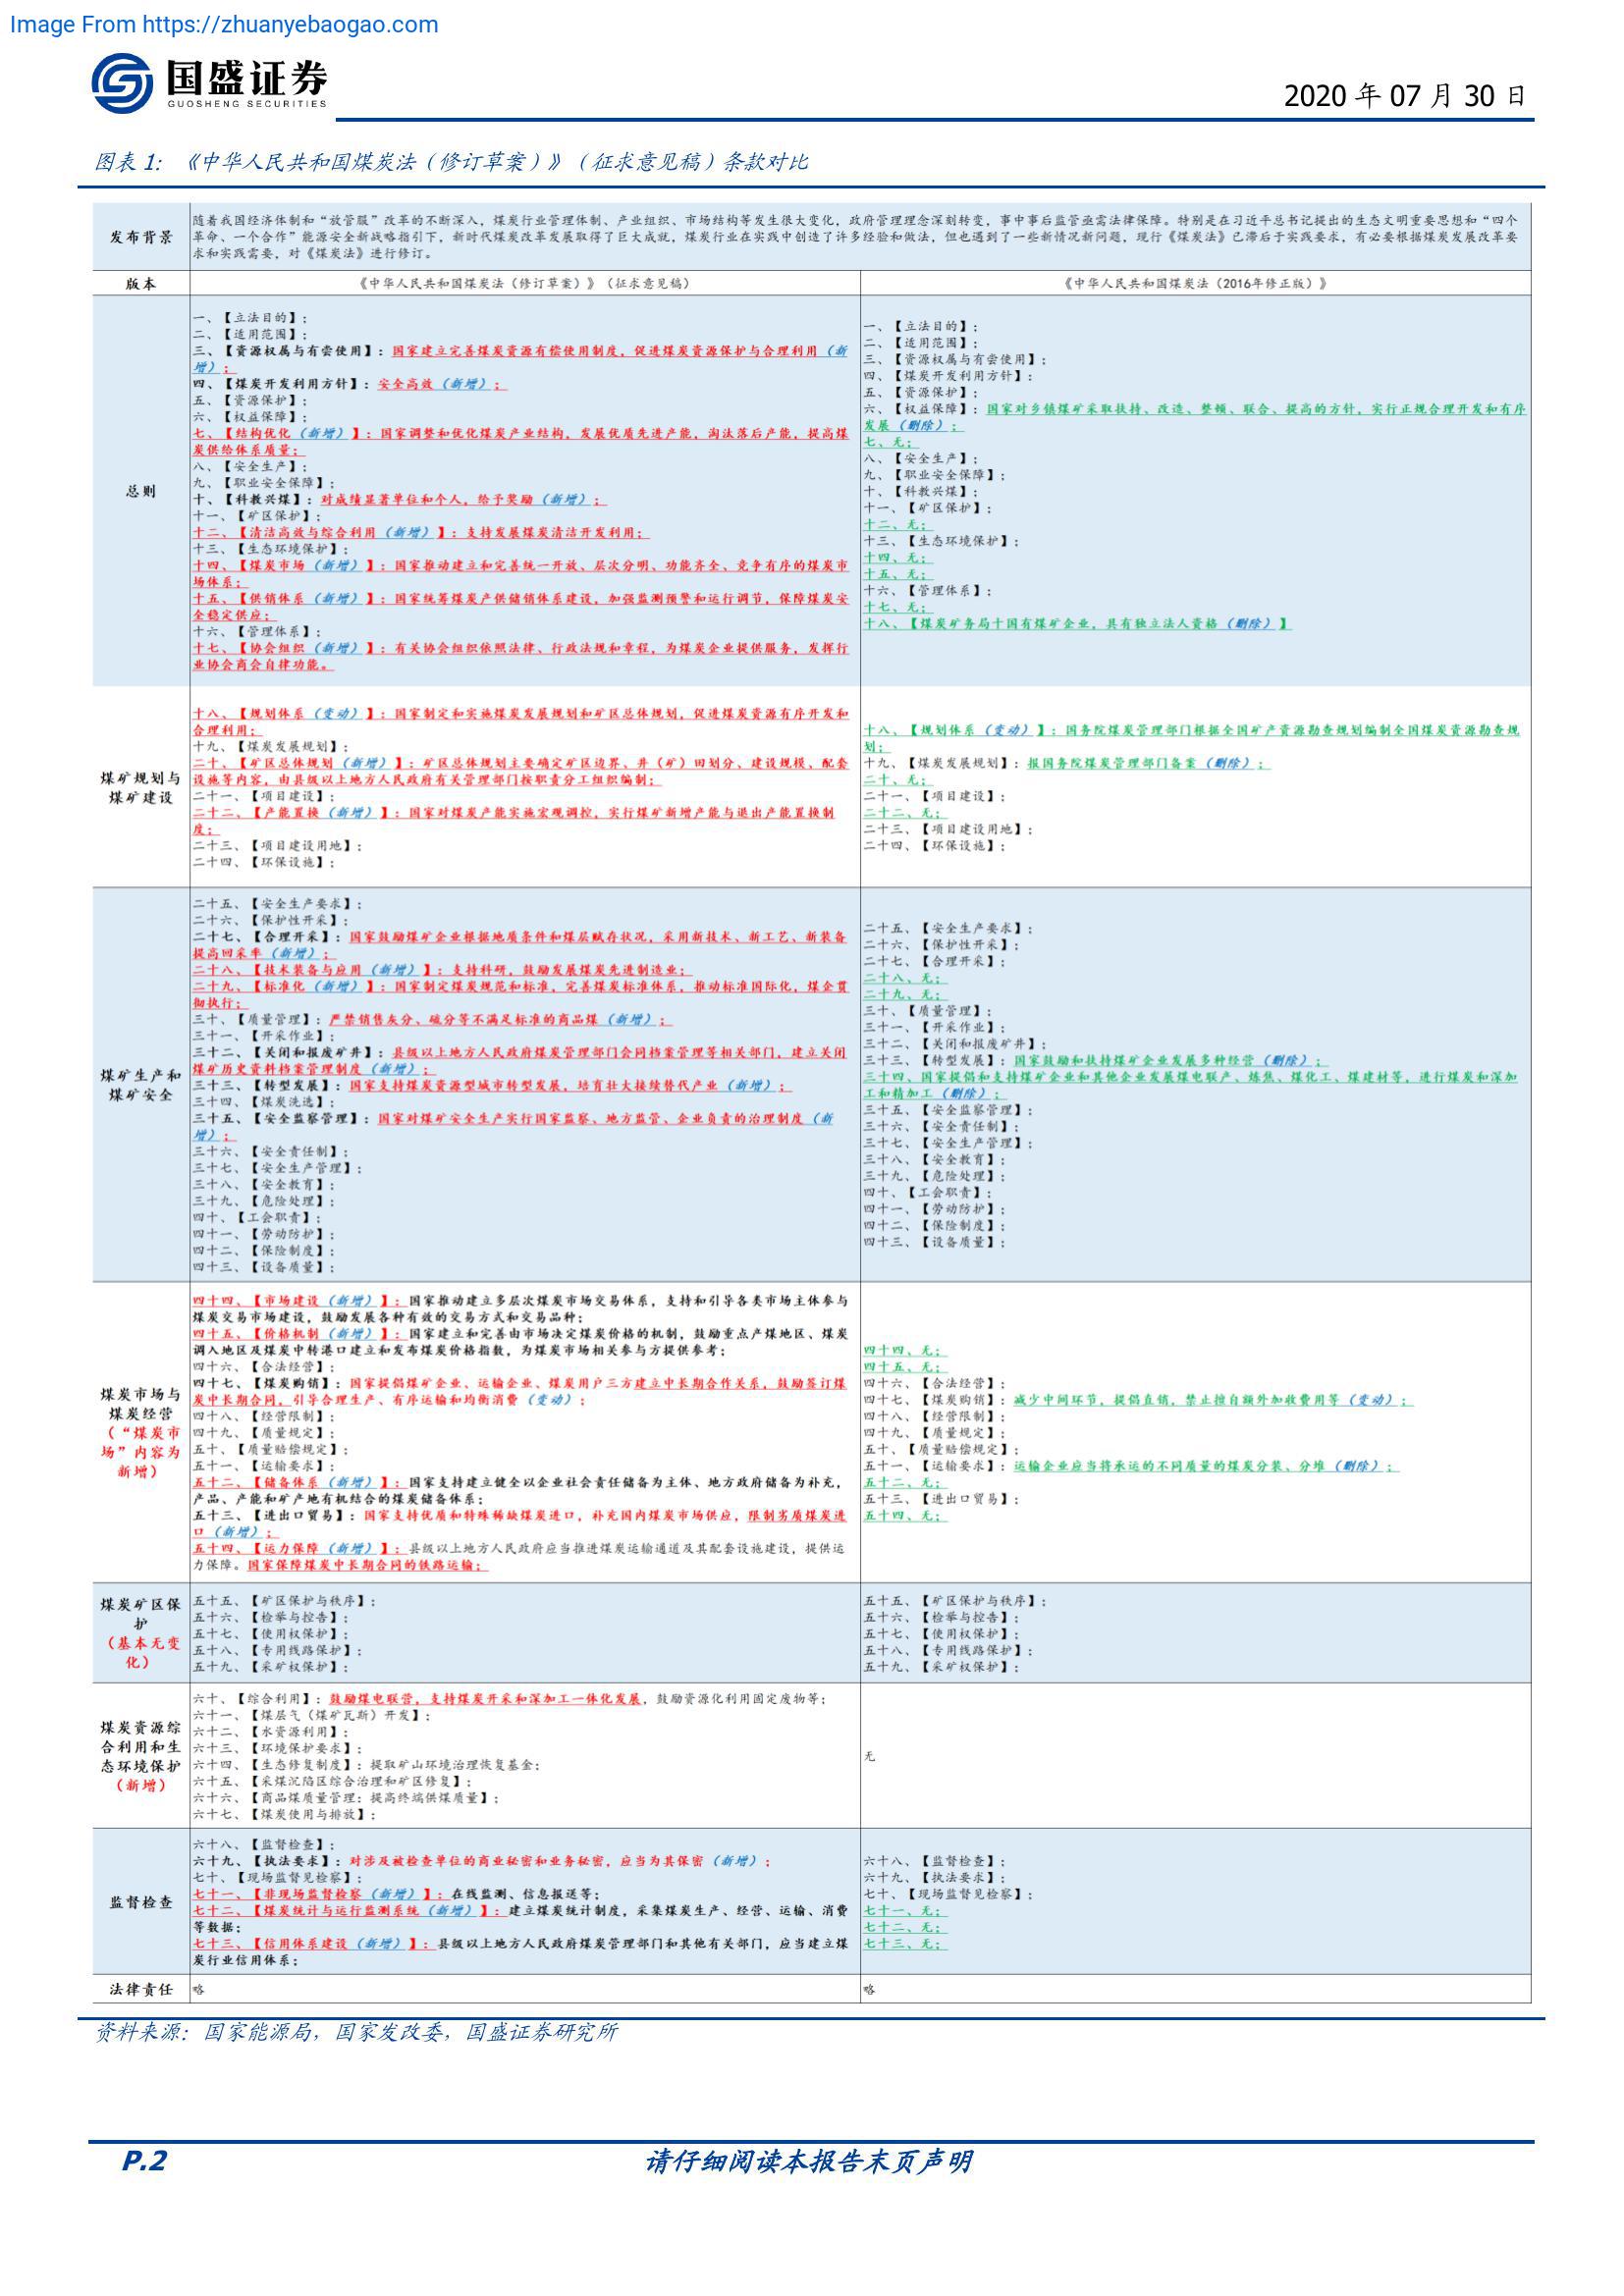 Image From https://zhuanyebaogao.com
国盛证券
GUOSHENG SECURITIES
2020 年 07 月 30 日
图表 1: 《中华人民共和国煤炭法（修订草案）》（征求意见稿）条款对比
发布背景
随着我国经济体制和“放管服”改革的不断深入，煤炭行业管理体制、产业组织、市场结构等发生很大变化，政府管理理念深刻转变，事中事后监管亟需法律保障。特别是在习近平总书记提出的生态文明重要思想和“四个
革命、一个合作”能源安全新战略指引下，新时代煤炭改革发展取得了巨大成就，煤炭行业在实践中创造了许多经验和做法，但也遇到了一些新情况新问题，现行《煤炭法》已滞后于实践要求，有必要根据煤炭发展改革要
求和实践需要，对《煤炭法》进行修订。
版本
《中华人民共和国煤炭法（修订草案）》（征求意见稿）
《中华人民共和国煤炭法（2016年修正版）》
总则
一、【立法目的】；
二、【适用范围】；
三、【资源权属与有尝使用】：国家建立完善煤炭资源有偿使用制度，促进煤炭资源保护与合理利用（新
增）；
四、【煤炭开发利用方针】：安全高效（新增）；
五、【资源保护】；
六、【权益保障】；
七、【结构优化（新增）】：国家调整和优化煤炭产业结构，发展优质先进产能，淘汰落后产能，提高煤
炭供给体系质量；
八、【安全生产】；
九、【职业安全保障】；
十、【科教兴煤】：对成绩显著单位和个人，给予奖励（新增）；
十一、【矿区保护】；
十二、【清洁高效与综合利用（新增）】：支持发展煤炭清洁开发利用；
十三、【生态环境保护】；
十四、【煤炭市场（新增）】：国家推动建立和完善统一开放、层次分明、功能齐全、竞争有序的煤炭市
场体系；
十五、【供销体系（新增）】：国家统筹煤炭产供储销体系建设，加强监测预警和运行调节，保障煤炭安
全稳定供应；
十六、【管理体系】；
十七、【协会组织（新增）】：有关协会组织依照法律、行政法规和章程，为煤炭企业提供服务，发挥行
业协会商会自律功能。
一、【立法目的】；
二、【适用范围】；
三、【资源权属与有尝使用】；
四、【煤炭开发利用方针】；
五、【资源保护】；
六、【权益保障】：国家对乡镇煤矿采取扶持、改造、整顿、联合、提高的方针，实行正规合理开发和有序
发展（删除）；
七、无；
八、【安全生产】；
九、【职业安全保障】；
十、【科教兴煤】；
十一、【矿区保护】；
十二、无；
十三、【生态环境保护】；
十四、无；
十五、无；
十六、【管理体系】；
十七、无；
十八、【煤炭矿务局十国有煤矿企业，具有独立法人资格（删除）】
煤矿规划与
煤矿建设
十八、【规划体系（变动）】：国家制定和实施煤炭发展规划和矿区总体规划，促进煤炭资源有序开发和
合理利用；
十九、【煤炭发展规划】；
二十、【矿区总体规划（新增）】：矿区总体规划主要确定矿区边界、井（矿）田划分、建设规模、配套
设施等内容，由县级以上地方人民政府有关管理部门按职责分工组织编制；
二十一、【项目建设】；
二十二、【产能置换（新增）】：国家对煤炭产能实施宏观调控，实行煤矿新增产能与退出产能置换制
度；
二十三、【项目建设用地】；
二十四、【环保设施】；
十八、【规划体系（变动）】：国务院煤炭管理部门根据全国矿产资源勘查规划编制全国煤炭资源勘查规
划；
十九、【煤炭发展规划】：报国务院煤炭管理部门备案（删除）；
二十、无；
二十一、【项目建设】；
二十二、无；
二十三、【项目建设用地】；
二十四、【环保设施】；
煤矿生产和
煤矿安全
二十五、【安全生产要求】；
二十六、【保护性开采】；
二十七、【合理开采】：国家鼓励煤矿企业根据地质条件和煤层赋存状况，采用新技术、新工艺、新装备
提高回采率（新增）；
二十八、【技术装备与应用（新增）】：支持科研，鼓励发展煤炭先进制造业；
二十九、【标准化（新增）】：国家制定煤炭规范和标准，完善煤炭标准体系，推动标准国际化，煤企贯
彻执行；
三十、【质量管理】：严禁销售灰分、硫分等不满足标准的商品煤（新增）；
三十一、【开采作业】；
三十二、【关闭和报废矿井】：县级以上地方人民政府煤炭管理部门会同档案管理等相关部门，建立关闭
煤矿历史资料档案管理制度（新增）；
三十三、【转型发展】：国家支持煤炭资源型城市转型发展，培育壮大接续替代产业（新增）；
三十四、【煤炭洗选】；
三十五、【安全监察管理】：国家对煤矿安全生产实行国家监察、地方监管、企业负责的治理制度（新
增）；
三十六、【安全责任制】；
三十七、【安全生产管理】；
三十八、【安全教育】；
三十九、【危险处理】；
四十、【工会职责】；
四十一、【劳动防护】；
四十二、【保险制度】；
四十三、【设备质量】；
二十五、【安全生产要求】；
二十六、【保护性开采】；
二十七、【合理开采】；
二十八、无；
二十九、无；
三十、【质量管理】；
三十一、【开采作业】；
三十二、【关闭和报废矿井】；
三十三、【转型发展】：国家鼓励和扶持煤矿企业发展多种经营（删除）；
三十四、国家提倡和支持煤矿企业和其他企业发展煤电联产、炼焦、煤化工、煤建材等，进行煤炭和深加
工和精加工（删除）；
三十五、【安全监察管理】；
三十六、【安全责任制】；
三十七、【安全生产管理】；
三十八、【安全教育】；
三十九、【危险处理】；
四十、【工会职责】；
四十一、【劳动防护】；
四十二、【保险制度】；
四十三、【设备质量】；
煤炭市场与
煤炭经营
（“煤炭市
场”内容为
新增）
四十四、【市场建设（新增）】：国家推动建立多层次煤炭市场交易体系，支持和引导各类市场主体参与
煤炭交易市场建设，鼓励发展各种有效的交易方式和交易品种；
四十五、【价格机制（新增）】：国家建立和完善由市场决定煤炭价格的机制，鼓励重点产煤地区、煤炭
调入地区及煤炭中转港口建立和发布煤炭价格指数，为煤炭市场相关参与方提供参考；
四十六、【合法经营】；
四十七、【煤炭购销】：国家提倡煤矿企业、运输企业、煤炭用户三方建立中长期合作关系，鼓励签订煤
炭中长期合同，引导合理生产、有序运输和均衡消费（变动）；
四十八、【经营限制】；
四十九、【质量规定】；
五十、【质量赔偿规定】；
五十一、【运输要求】；
五十二、【储备体系（新增）】：国家支持建立健全以企业社会责任储备为主体、地方政府储备为补充，
产品、产能和矿产地有机结合的煤炭储备体系；
五十三、【进出口贸易】：国家支持优质和特殊稀缺煤炭进口，补充国内煤炭市场供应，限制劣质煤炭进
口（新增）；
五十四、【运力保障（新增）】：县级以上地方人民政府应当推进煤炭运输通道及其配套设施建设，提供运
力保障。国家保障煤炭中长期合同的铁路运输；
四十四、无；
四十五、无；
四十六、【合法经营】；
四十七、【煤炭购销】：减少中间环节，提倡直销，禁止擅自额外加收费用等（变动）；
四十八、【经营限制】；
四十九、【质量规定】；
五十、【质量赔偿规定】；
五十一、【运输要求】：运输企业应当将承运的不同质量的煤炭分装、分堆（删除）；
五十二、无；
五十三、【进出口贸易】；
五十四、无；
煤炭矿区保
护
（基本无变
化）
五十五、【矿区保护与秩序】；
五十六、【检举与控告】；
五十七、【使用权保护】；
五十八、【专用线路保护】；
五十九、【采矿权保护】；
五十五、【矿区保护与秩序】；
五十六、【检举与控告】；
五十七、【使用权保护】；
五十八、【专用线路保护】；
五十九、【采矿权保护】；
煤炭资源综
合利用和生
态环境保护
（新增）
六十、【综合利用】：鼓励煤电联营，支持煤炭开采和深加工一体化发展，鼓励资源化利用固定废物等；
六十一、【煤层气（煤矿瓦斯）开发】；
六十二、【水资源利用】；
六十三、【环境保护要求】；
六十四、【生态修复制度】：提取矿山环境治理恢复基金；
六十五、【采煤沉陷区综合治理和矿区修复】；
六十六、【商品煤质量管理：提高终端供煤质量】；
六十七、【煤炭使用与排放】；
无
监督检查
六十八、【监督检查】；
六十九、【执法要求】：对涉及被检查单位的商业秘密和业务秘密，应当为其保密（新增）；
七十、【现场监督见检察】；
七十一、【非现场监督检察（新增）】：在线监测、信息报送等；
七十二、【煤炭统计与运行监测系统（新增）】：建立煤炭统计制度，采集煤炭生产、经营、运输、消费
等数据；
七十三、【信用体系建设（新增）】：县级以上地方人民政府煤炭管理部门和其他有关部门，应当建立煤
炭行业信用体系；
六十八、【监督检查】；
六十九、【执法要求】；
七十、【现场监督见检察】；
七十一、无；
七十二、无；
七十三、无；
法律责任
略
略
资料来源：国家能源局，国家发改委，国盛证券研究所
P.2
请仔细阅读本报告末页声明